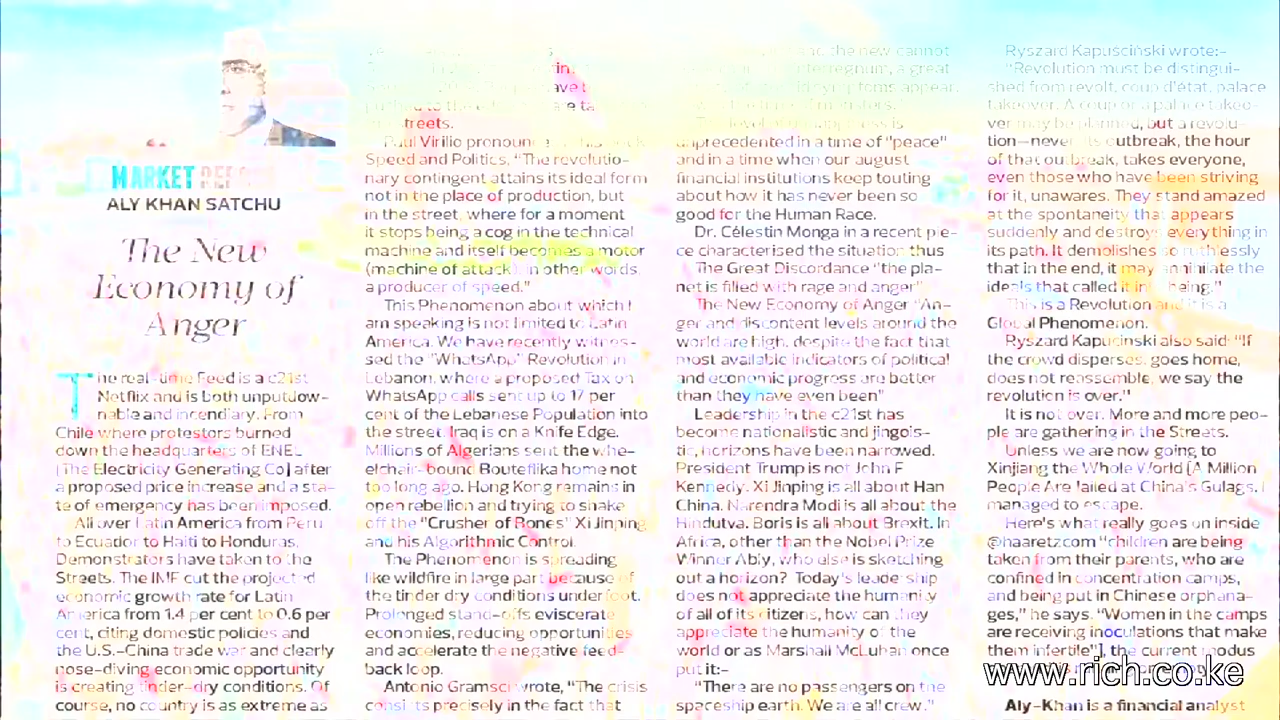 MARKET
ALY KHAN SATCHU
The New
Economy of
Anger
The real-time Feed is a c21st
Netflix and is both unputdow-
nable and incendiary. From
Chile where protestors burned
down the headquarters of ENEL
(The Electricity Generating Co) after
a proposed price increase and a sta-
te of emergency has been imposed.
All over Latin America from Peru
to Ecuador to Haiti to Honduras,
Demonstrators have taken to the
Streets. The IMF cut the projected
economic growth rate for Latin
America from 1.4 per cent to 0.6 per
cent, citing domestic policies and
the U.S.-China trade war and clearly
nose-diving economic opportunity
is creating tinder-dry conditions. Of
course, no country is as extreme as
streets.
Paul Virilio pronounced in his book
Speed and Politics, "The revolutio-
nary contingent attains its ideal form
not in the place of production, but
in the street, where for a moment
it stops being a cog in the technical
machine and itself becomes a motor
(machine of attack), in other words,
a producer of speed."
This Phenomenon about which I
am speaking is not limited to Latin
America. We have recently witnes-
sed the "WhatsApp" Revolution in
Lebanon, where a proposed Tax on
WhatsApp calls sent up to 17 per
cent of the Lebanese Population into
the street. Iraq is on a Knife Edge.
Millions of Algerians sent the whe-
elchair-bound Bouteflika home not
too long ago. Hong Kong remains in
open rebellion and trying to shake
off the "Crusher of Bones" Xi Jinping
and his Algorithmic Control.
The Phenomenon is spreading
like wildfire in large part because of
the tinder dry conditions underfoot.
Prolonged stand-offs eviscerate
economies, reducing opportunities
and accelerate the negative feed-
back loop.
Antonio Gramsci wrote, "The crisis
consists precisely in the fact that
and the new cannot
interregnum, a great
symptoms appear.
unprecedented in a time of "peace"
and in a time when our august
financial institutions keep touting
about how it has never been so
good for the Human Race.
Dr. Célestin Monga in a recent pie-
ce characterised the situation thus
The Great Discordance "the pla-
net is filled with rage and anger"
The New Economy of Anger "An-
ger and discontent levels around the
world are high, despite the fact that
most available indicators of political
and economic progress are better
than they have even been"
Leadership in the c21st has
become nationalistic and jingois-
tic, horizons have been narrowed.
President Trump is not John F
Kennedy. Xi Jinping is all about Han
China. Narendra Modi is all about the
Hindutva. Boris is all about Brexit. In
Africa, other than the Nobel Prize
Winner Abiy, who else is sketching
out a horizon? Today's leadership
does not appreciate the humanity
of all of its citizens, how can they
appreciate the humanity of the
world or as Marshall McLuhan once
put it:-
"There are no passengers on the
spaceship earth. We are all crew."
Ryszard Kapuściński wrote:-
"Revolution must be distingui-
shed from revolt, coup d'état, palace
takeover. A coup or palace takeo-
ver may be planned, but a revolu-
tion—never. Its outbreak, the hour
of that outbreak, takes everyone,
even those who have been striving
for it, unawares. They stand amazed
at the spontaneity that appears
suddenly and destroys everything in
its path. It demolishes so ruthlessly
that in the end, it may annihilate the
ideals that called it into being."
This is a Revolution and it is a
Global Phenomenon.
Ryszard Kapucinski also said: "If
the crowd disperses, goes home,
does not reassemble, we say the
revolution is over."
It is not over. More and more peo-
ple are gathering in the Streets.
Unless we are now going to
Xinjiang the Whole World [A Million
People Are Jailed at China's Gulags. I
managed to escape.
Here's what really goes on inside
@haaretzcom "children are being
taken from their parents, who are
confined in concentration camps,
and being put in Chinese orphana-
ges," he says. "Women in the camps
are receiving inoculations that make
them infertile"], the current modus
Aly-Khan is a financial analyst
www.rich.co.ke